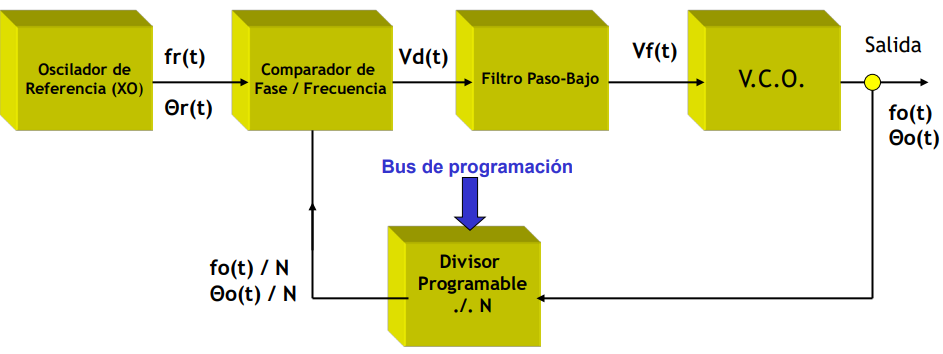 Oscilador de
Referencia (XO)
fr(t)
Θr(t)
Comparador de
Fase / Frecuencia
Vd(t)
Filtro Paso-Bajo
Vf(t)
V.C.O.
Salida
fo(t)
Θo(t)
Bus de programación
Divisor
Programable
./. N
fo(t) / N
Θo(t) / N